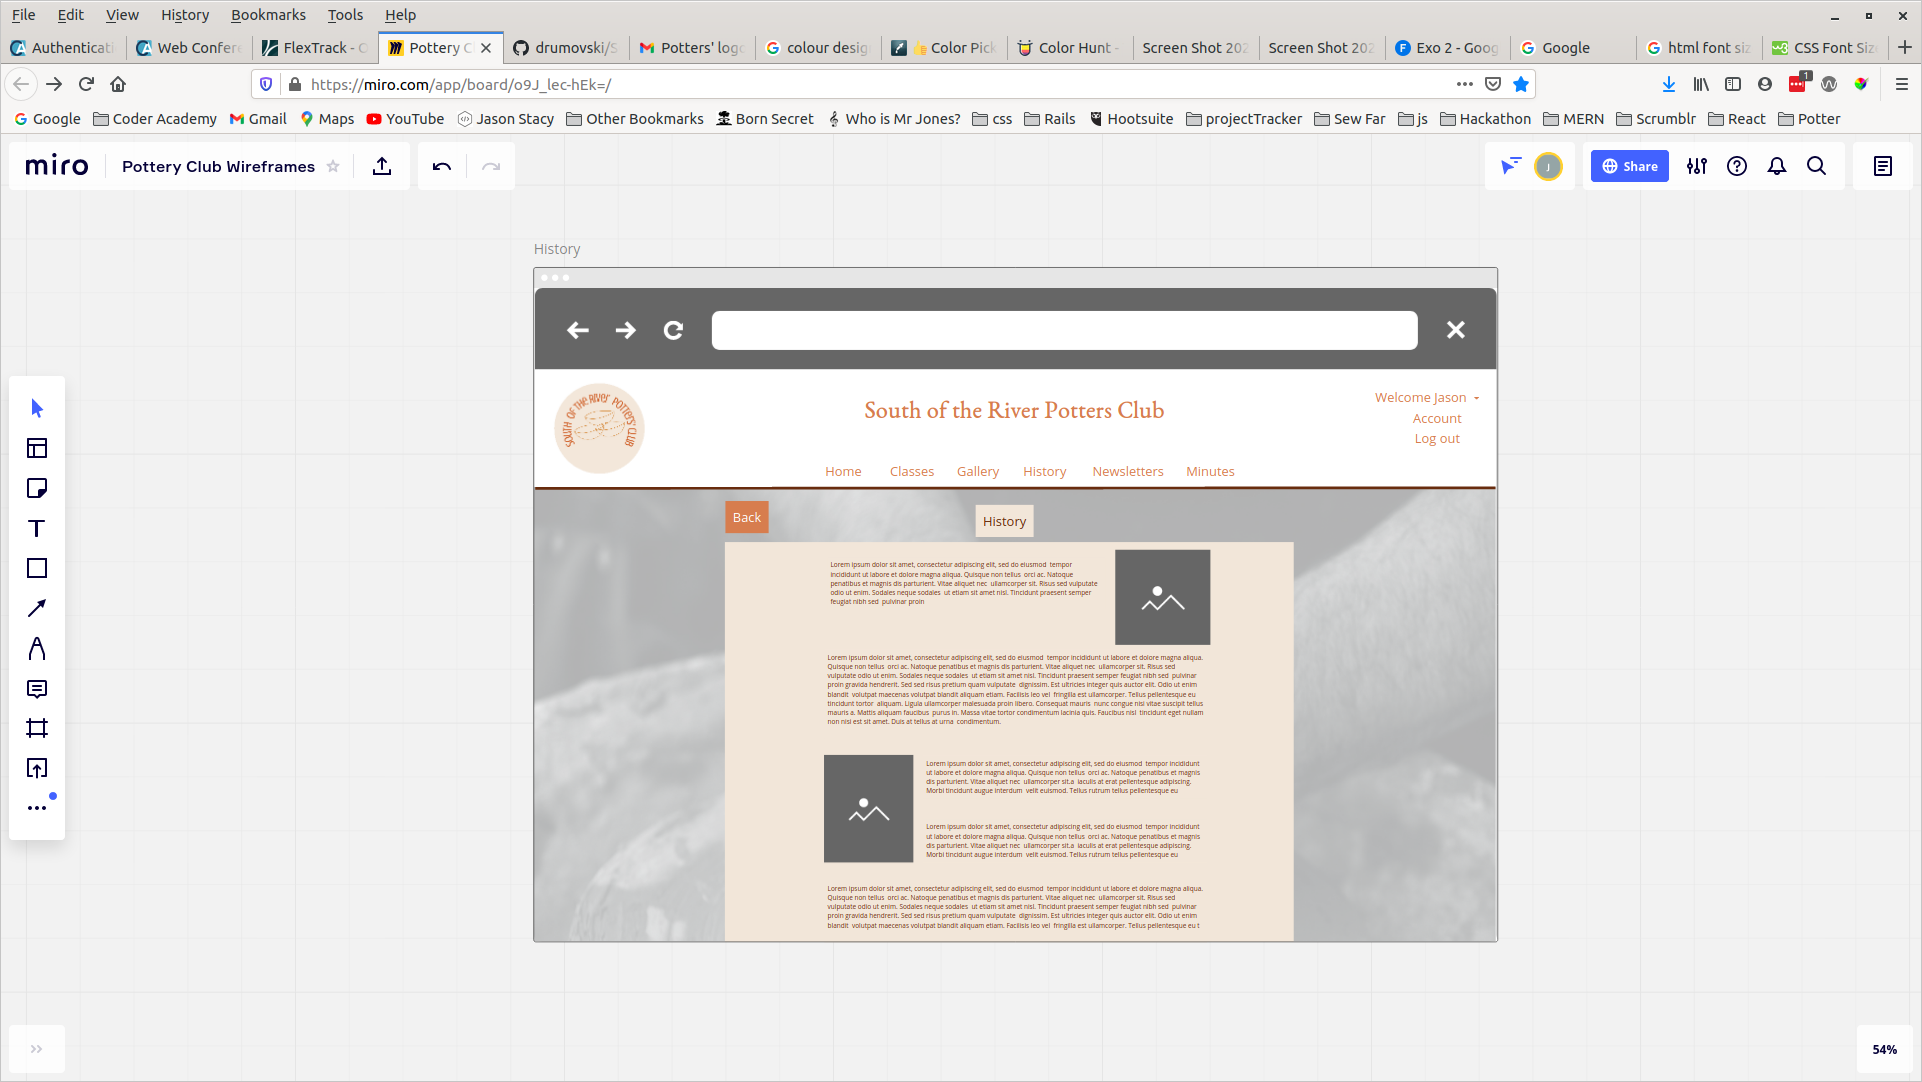 File Edit View History Bookmarks Tools Help
Authenticati Web Confere FlexTrack - O Pottery C drumovski/S Potters' logo colour desig Color Pick Color Hunt - Screen Shot 202 Screen Shot 202 Exo 2 - Goog Google html font siz CSS Font Siz
https://miro.com/app/board/o9J_lec-hEk=/
1
Google Coder Academy Gmail Maps YouTube Jason Stacy Other Bookmarks Born Secret Who is Mr Jones? css Rails Hootsuite projectTracker Sew Far js Hackathon MERN Scrumblr React Potter
miro Pottery Club Wireframes J Share
History
SOUTH OF THE RIVER POTTERS' CLUB
South of the River Potters Club
Welcome Jason
Account
Log out
Home Classes Gallery History Newsletters Minutes
Back
History
Lorem ipsum dolor sit amet, consectetur adipiscing elit, sed do eiusmod tempor
incididunt ut labore et dolore magna aliqua. Quisque non tellus orci ac. Natoque
penatibus et magnis dis parturient. Vitae aliquet nec ullamcorper sit. Risus sed vulputate
odio ut enim. Sodales neque sodales ut etiam sit amet nisl. Tincidunt praesent semper
feugiat nibh sed pulvinar proin
Lorem ipsum dolor sit amet, consectetur adipiscing elit, sed do eiusmod tempor incididunt ut labore et dolore magna aliqua.
Quisque non tellus orci ac. Natoque penatibus et magnis dis parturient. Vitae aliquet nec ullamcorper sit. Risus sed
vulputate odio ut enim. Sodales neque sodales ut etiam sit amet nisl. Tincidunt praesent semper feugiat nibh sed pulvinar
proin gravida hendrerit. Sed sed risus pretium quam vulputate dignissim. Est ultricies integer quis auctor elit. Odio ut enim
blandit volutpat maecenas volutpat blandit aliquam etiam. Facilisis leo vel fringilla est ullamcorper. Tellus pellentesque eu
tincidunt tortor aliquam. Ligula ullamcorper malesuada proin libero. Consequat mauris nunc congue nisi vitae suscipit tellus
mauris a. Mattis aliquam faucibus purus in. Massa vitae tortor condimentum lacinia quis. Faucibus nisl tincidunt eget nullam
non nisi est sit amet. Duis at tellus at urna condimentum.
Lorem ipsum dolor sit amet, consectetur adipiscing elit, sed do eiusmod tempor incididunt
ut labore et dolore magna aliqua. Quisque non tellus orci ac. Natoque penatibus et magnis
dis parturient. Vitae aliquet nec ullamcorper sit.a iaculis at erat pellentesque adipiscing.
Morbi tincidunt augue interdum velit euismod. Tellus rutrum tellus pellentesque eu
Lorem ipsum dolor sit amet, consectetur adipiscing elit, sed do eiusmod tempor incididunt
ut labore et dolore magna aliqua. Quisque non tellus orci ac. Natoque penatibus et magnis
dis parturient. Vitae aliquet nec ullamcorper sit.a iaculis at erat pellentesque adipiscing.
Morbi tincidunt augue interdum velit euismod. Tellus rutrum tellus pellentesque eu
Lorem ipsum dolor sit amet, consectetur adipiscing elit, sed do eiusmod tempor incididunt ut labore et dolore magna aliqua.
Quisque non tellus orci ac. Natoque penatibus et magnis dis parturient. Vitae aliquet nec ullamcorper sit. Risus sed
vulputate odio ut enim. Sodales neque sodales ut etiam sit amet nisl. Tincidunt praesent semper feugiat nibh sed pulvinar
proin gravida hendrerit. Sed sed risus pretium quam vulputate dignissim. Est ultricies integer quis auctor elit. Odio ut enim
blandit volutpat maecenas volutpat blandit aliquam etiam. Facilisis leo vel fringilla est ullamcorper. Tellus pellentesque eu t
54%